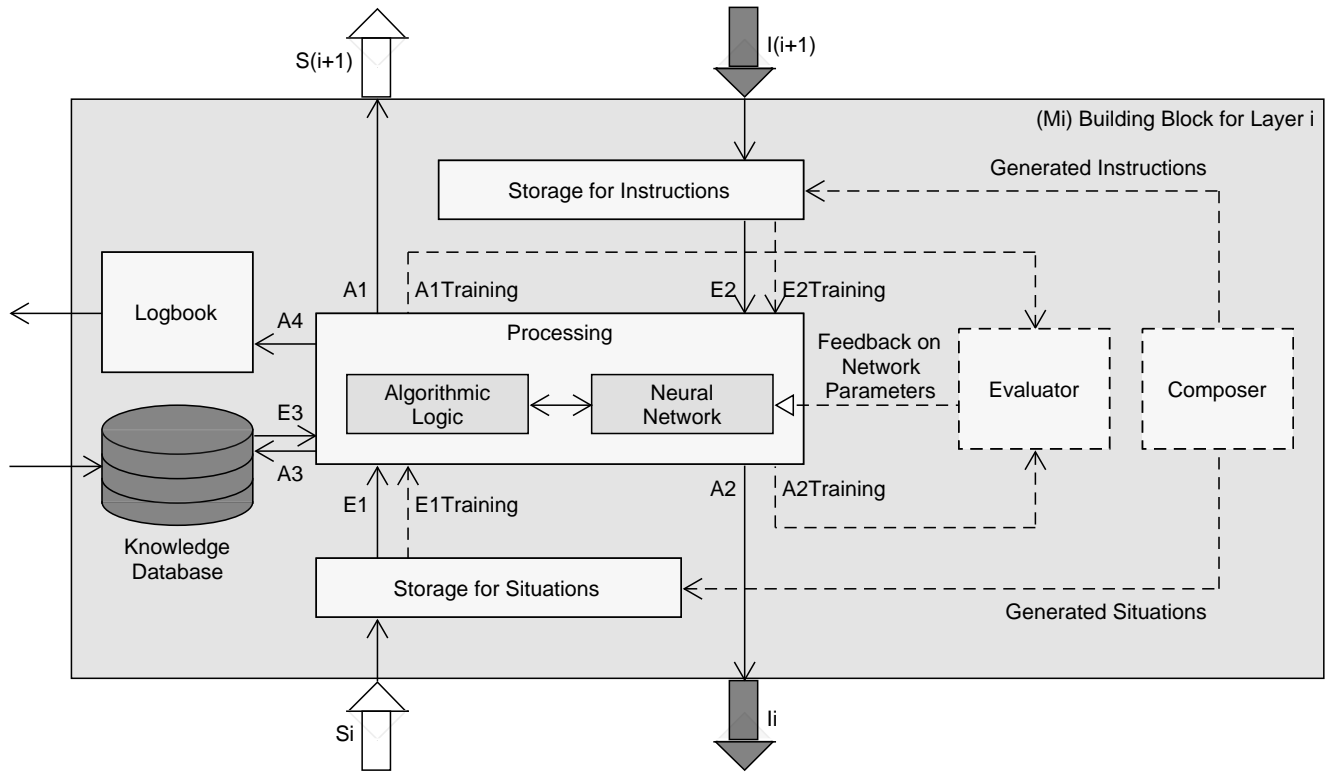 S(i+1)
I(i+1)
(Mi) Building Block for Layer i
Generated Instructions
Storage for Instructions
A1
A1Training
E2
E2Training
Logbook
A4
Processing
Feedback on
Network
Parameters
Algorithmic
Logic
Neural
Network
Evaluator
Composer
E3
A3
E1
E1Training
A2
A2Training
Knowledge
Database
Storage for Situations
Generated Situations
Si
Ii